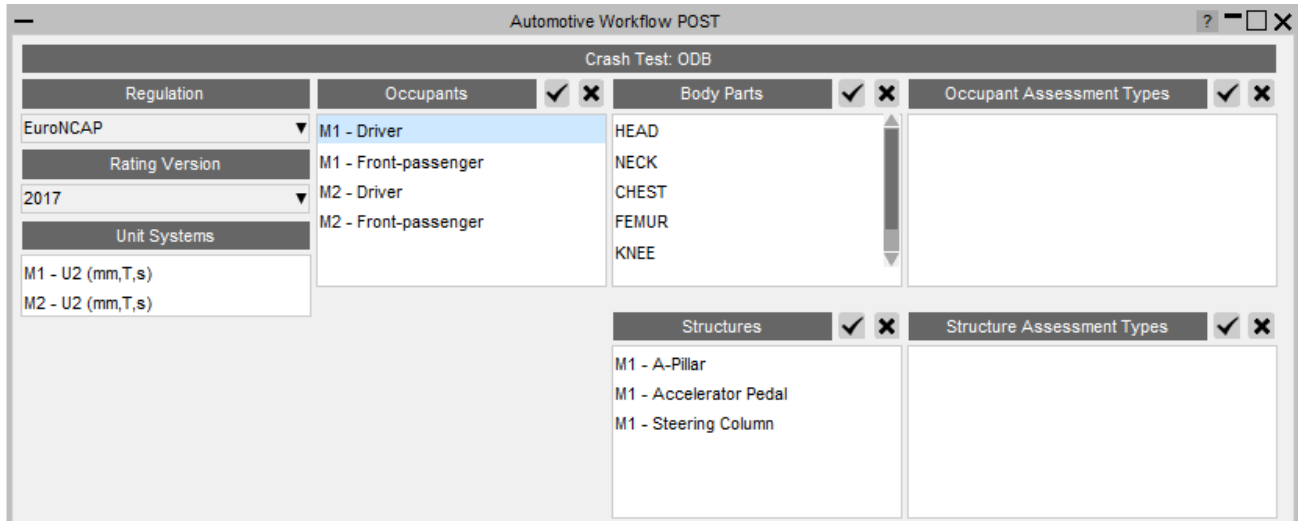 Automotive Workflow POST
?
Crash Test: ODB
Regulation
EuroNCAP
Rating Version
2017
Unit Systems
M1 - U2 (mm,T,s)
M2 - U2 (mm,T,s)
Occupants
M1 - Driver
M1 - Front-passenger
M2 - Driver
M2 - Front-passenger
Body Parts
HEAD
NECK
CHEST
FEMUR
KNEE
Occupant Assessment Types
Structures
M1 - A-Pillar
M1 - Accelerator Pedal
M1 - Steering Column
Structure Assessment Types